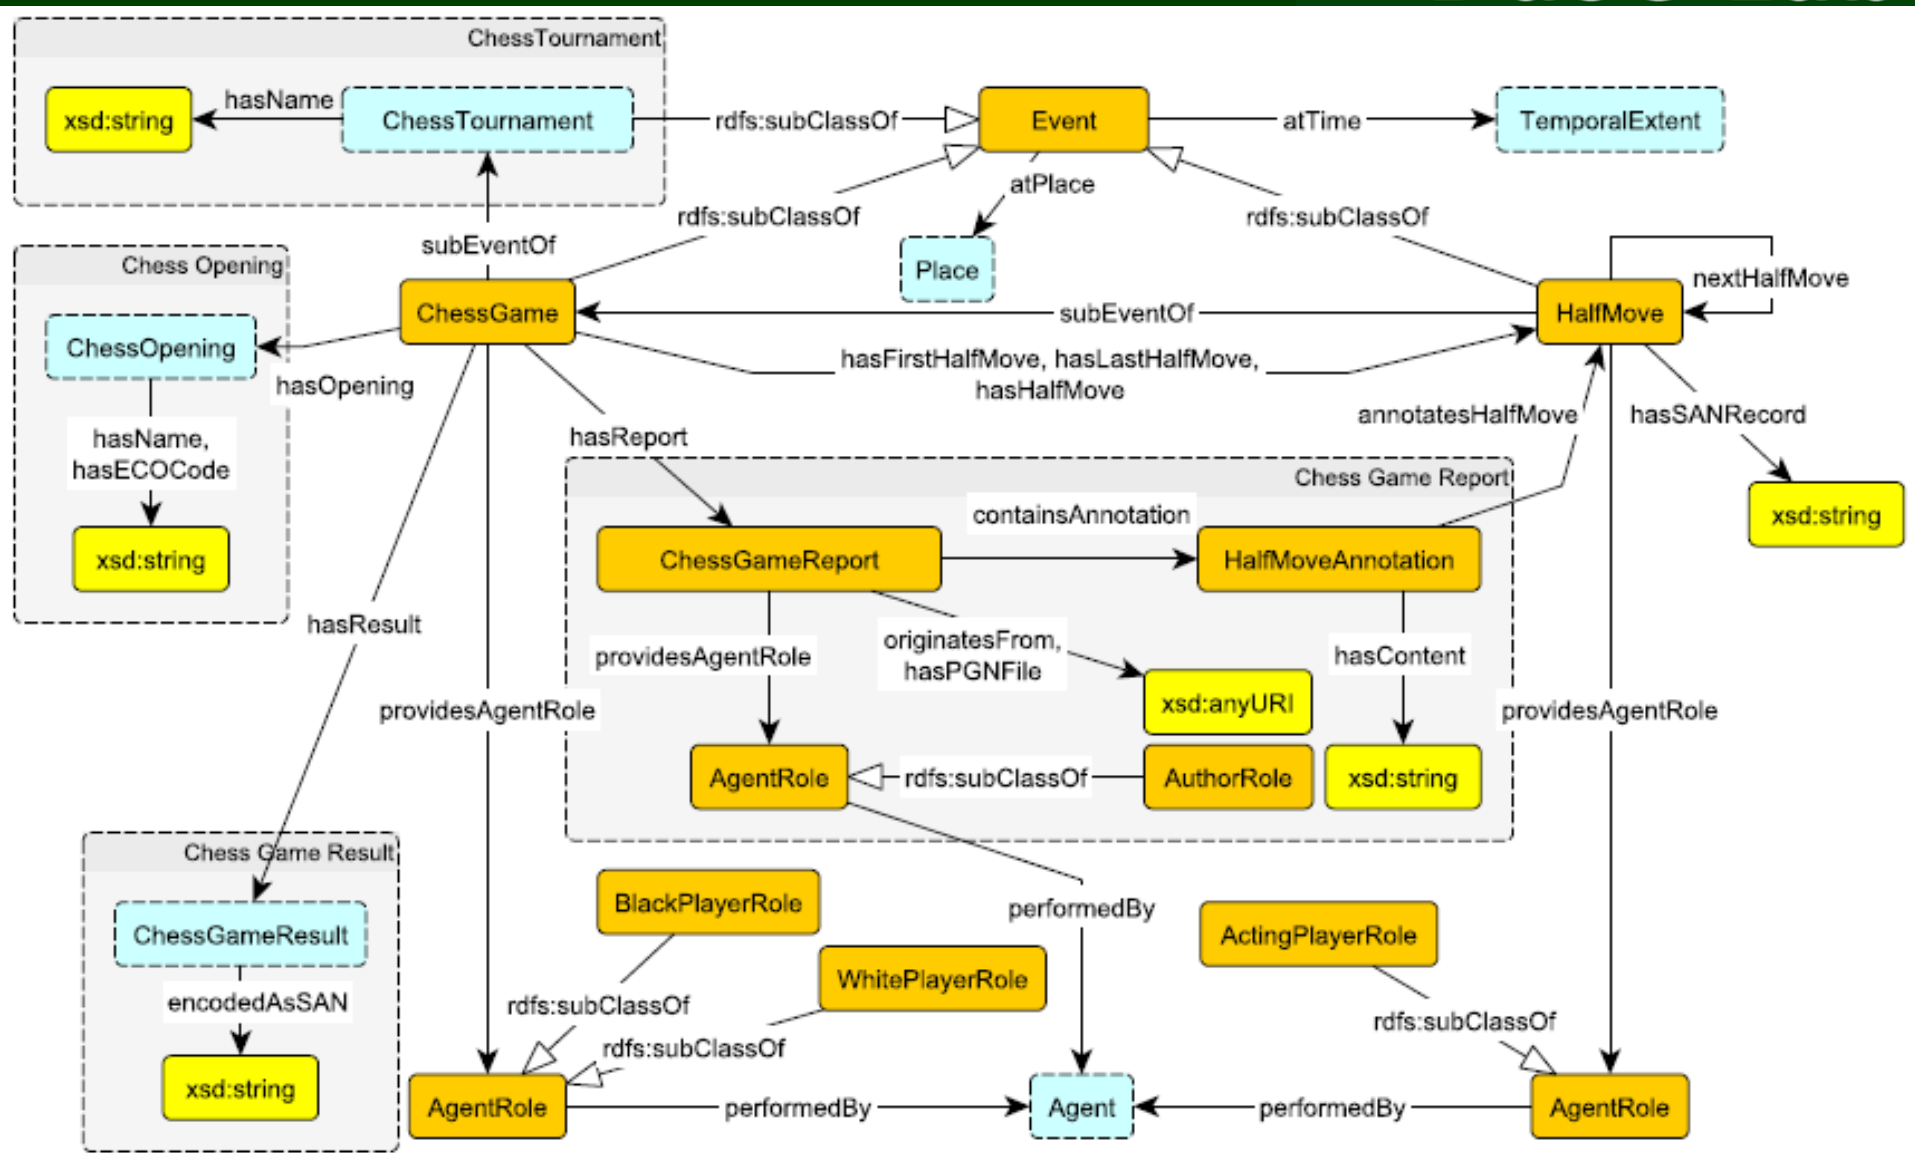 ChessTournament
xsd:string
hasName
ChessTournament
rdfs:subClassOf
Event
atTime
TemporalExtent
atPlace
rdfs:subClassOf
rdfs:subClassOf
subEventOf
Chess Opening
Place
nextHalfMove
ChessGame
subEventOf
HalfMove
ChessOpening
hasOpening
hasFirstHalfMove, hasLastHalfMove,
hasHalfMove
annotatesHalfMove
hasSANRecord
hasName,
hasECOCode
hasReport
Chess Game Report
containsAnnotation
xsd:string
xsd:string
ChessGameReport
HalfMoveAnnotation
hasResult
providesAgentRole
originatesFrom,
hasPGNFile
hasContent
xsd:anyURI
providesAgentRole
providesAgentRole
AgentRole
rdfs:subClassOf
AuthorRole
xsd:string
Chess Game Result
BlackPlayerRole
performedBy
ChessGameResult
ActingPlayerRole
WhitePlayerRole
encodedAsSAN
rdfs:subClassOf
rdfs:subClassOf
rdfs:subClassOf
xsd:string
AgentRole
performedBy
Agent
performedBy
AgentRole